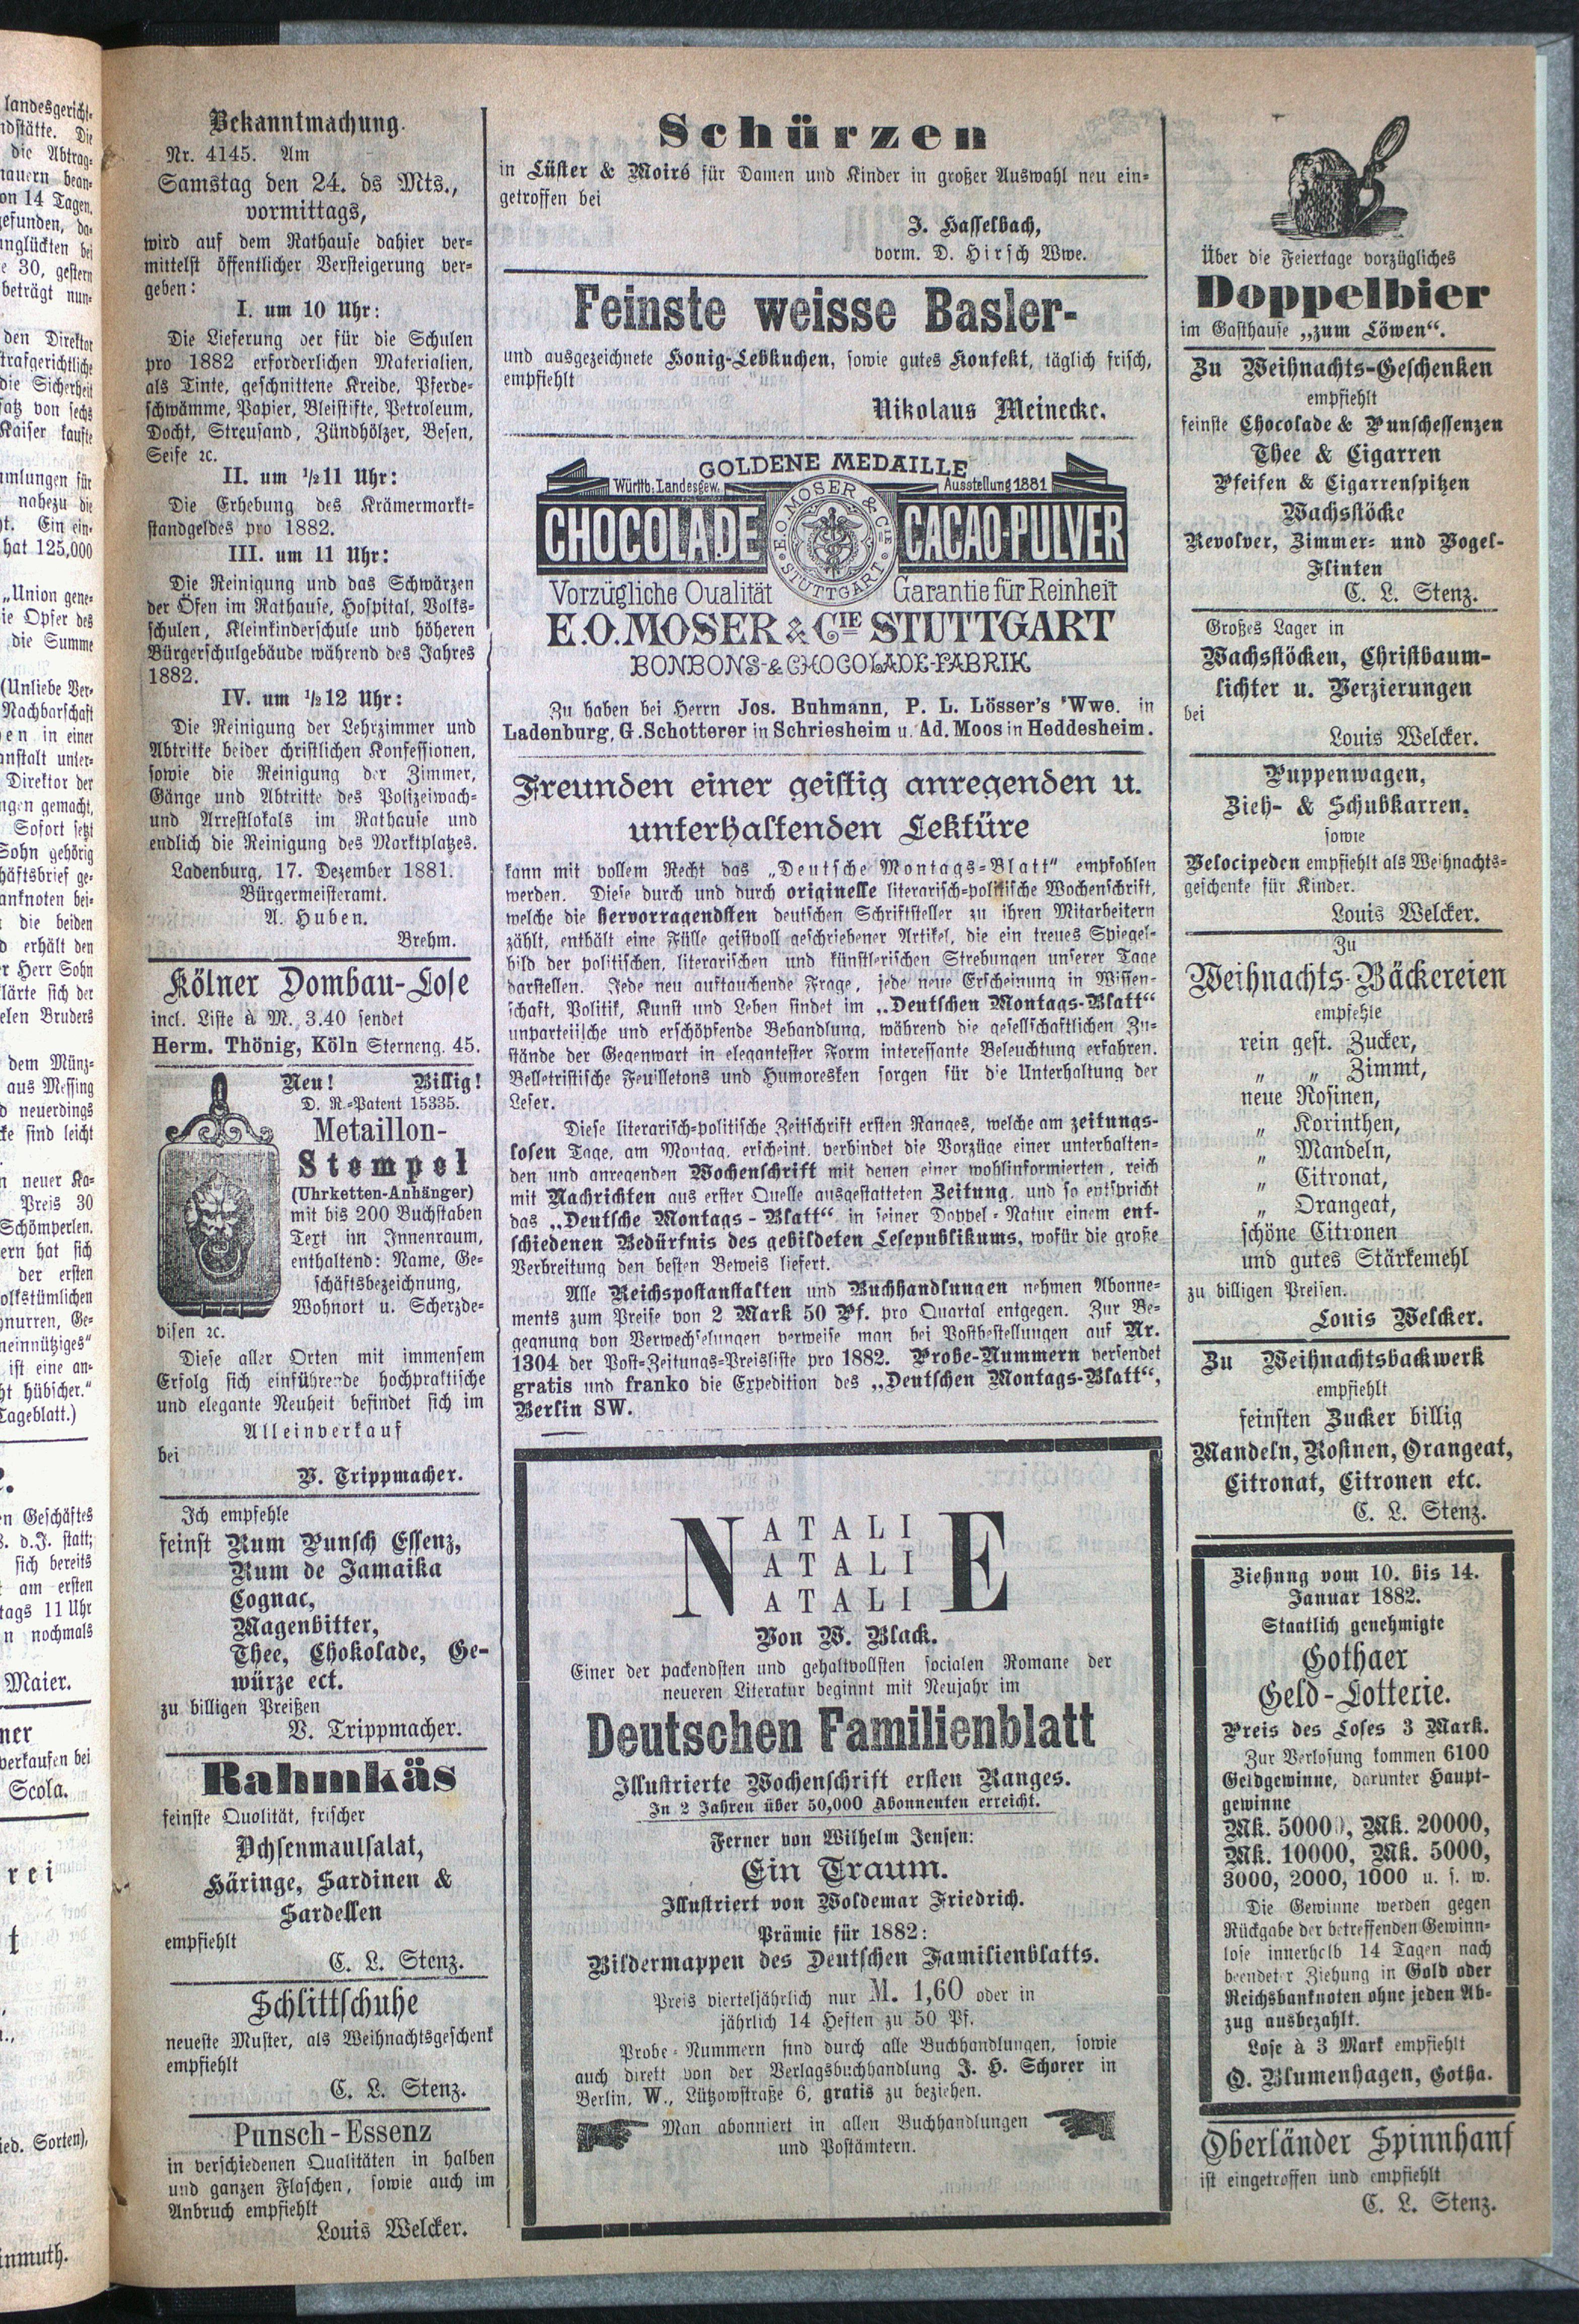 Bekanntmachung.
Nr. 4145. Am
Samstag den 24. ds Mts.,
vormittags,
wird auf dem Rathause dahier ver-
mittelst öffentlicher Versteigerung ver-
geben:
I. um 10 Uhr:
Die Lieferung der für die Schulen
pro 1882 erforderlichen Materialien,
als Tinte, geschnittene Kreide, Pferde-
schwämme, Papier, Bleistifte, Petroleum,
Docht, Streusand, Zündhölzer, Besen,
Seife ꝛc.
II. um ½11 Uhr:
Die Erhebung des Krämermarkt-
standgeldes pro 1882.
III. um 11 Uhr:
Die Reinigung und das Schwärzen
der Öfen im Rathause, Hospital, Volks-
schulen, Kleinkinderschule und höheren
Bürgerschulgebäude während des Jahres
1882.
IV. um ½12 Uhr:
Die Reinigung der Lehrzimmer und
Abtritte beider christlichen Konfessionen,
sowie die Reinigung der Zimmer,
Gänge und Abtritte des Polizeiwach-
und Arrestlokals im Rathause und
endlich die Reinigung des Marktplatzes.
Ladenburg, 17. Dezember 1881.
Bürgermeisteramt.
A. Huben.
Brehm.
Kölner Dombau-Lose
incl. Liste à M. 3.40 sendet
Herm. Thönig, Köln Sterneng. 45.
Neu! Billig!
D. R.-Patent 15335.
Metaillon-
Stempel
(Uhrketten-Anhänger)
mit bis 200 Buchstaben
Text im Innenraum,
enthaltend: Name, Ge-
schäftsbezeichnung,
Wohnort u. Scherzde-
visen ꝛc.
Diese aller Orten mit immensem
Erfolg sich einführende hochpraktische
und elegante Neuheit befindet sich im
Alleinverkauf
bei
V. Trippmacher.
Ich empfehle
feinst Rum Punsch Essenz,
Rum de Jamaika
Cognac,
Magenbitter,
Thee, Chokolade, Ge-
würze ect.
zu billigen Preißen
V. Trippmacher.
Rahmkäs
feinste Qualität, frischer
Ochsenmaulsalat,
Häringe, Sardinen &
Sardellen
empfiehlt
C. L. Stenz.
Schlittschuhe
neueste Muster, als Weihnachtsgeschenk
empfiehlt
C. L. Stenz.
Punsch-Essenz
in verschiedenen Qualitäten in halben
und ganzen Flaschen, sowie auch im
Anbruch empfiehlt
Louis Welcker.
Schürzen
in Lüster & Moiré für Damen und Kinder in großer Auswahl neu ein-
getroffen bei
J. Hasselbach,
vorm. D. Hirsch Wwe.
Feinste weisse Basler-
und ausgezeichnete Honig-Lebkuchen, sowie gutes Konfekt, täglich frisch,
empfiehlt
Nikolaus Meinecke.
GOLDENE MEDAILLE
Württb. Landesgew. Ausstellung 1881
CHOCOLADE E.O. MOSER & CIE STUTTGART CACAO-PULVER
Vorzügliche Qualität Garantie für Reinheit
E.O. MOSER & CIE STUTTGART
BONBONS-& CHOCOLADE-FABRIK
Zu haben bei Herrn Jos. Buhmann, P. L. Lösser's Wwe. in
Ladenburg, G. Schotterer in Schriesheim u. Ad. Moos in Heddesheim.
Freunden einer geistig anregenden u.
unterhaltenden Lektüre
kann mit vollem Recht das „Deutsche Montags-Blatt" empfohlen
werden. Diese durch und durch originelle literarisch-politische Wochenschrift,
welche die hervorragendsten deutschen Schriftsteller zu ihren Mitarbeitern
zählt, enthält eine Fülle geistvoll geschriebener Artikel, die ein treues Spiegel-
bild der politischen, literarischen und künstlerischen Strebungen unserer Tage
darstellen. Jede neu auftauchende Frage, jede neue Erscheinung in Wissen-
schaft, Politik, Kunst und Leben findet im „Deutschen Montags-Blatt"
unparteiische und erschöpfende Behandlung, während die gesellschaftlichen Zu-
stände der Gegenwart in elegantester Form interessante Beleuchtung erfahren.
Belletristische Feuilletons und Humoresken sorgen für die Unterhaltung der
Leser.
Diese literarisch-politische Zeitschrift ersten Ranges, welche am zeitungs-
losen Tage, am Montag, erscheint, verbindet die Vorzüge einer unterhalten-
den und anregenden Wochenschrift mit denen einer wohlinformierten, reich
mit Nachrichten aus erster Quelle ausgestatteten Zeitung, und so entspricht
das „Deutsche Montags-Blatt" in seiner Doppel-Natur einem ent-
schiedenen Bedürfnis des gebildeten Lesepublikums, wofür die große
Verbreitung den besten Beweis liefert.
Alle Reichspostanstalten und Buchhandlungen nehmen Abonne-
ments zum Preise von 2 Mark 50 Pf. pro Quartal entgegen. Zur Be-
gegnung von Verwechselungen verweise man bei Postbestellungen auf Nr.
1304 der Post-Zeitungs-Preisliste pro 1882. Probe-Nummern versendet
gratis und franko die Expedition des „Deutschen Montags-Blatt",
Berlin SW.
NATALIE
NATALIE
NATALIE
Von W. Black.
Einer der packendsten und gehaltvollsten socialen Romane der
neueren Literatur beginnt mit Neujahr im
Deutschen Familienblatt
Illustrierte Wochenschrift ersten Ranges.
In 2 Jahren über 50,000 Abonnenten erreicht.
Ferner von Wilhelm Jensen:
Ein Traum.
Illustriert von Woldemar Friedrich.
Prämie für 1882:
Bildermappen des Deutschen Familienblatts.
Preis vierteljährlich nur M. 1,60 oder in
jährlich 14 Heften zu 50 Pf.
Probe-Nummern sind durch alle Buchhandlungen, sowie
auch direkt von der Verlagsbuchhandlung J. H. Schorer in
Berlin, W., Lützowstraße 6, gratis zu beziehen.
Man abonniert in allen Buchhandlungen
und Postämtern.
Über die Feiertage vorzügliches
Doppelbier
im Gasthause „zum Löwen".
Zu Weihnachts-Geschenken
empfiehlt
feinste Chocolade & Punschessenzen
Thee & Cigarren
Pfeifen & Cigarrenspitzen
Wachsstöcke
Revolver, Zimmer- und Vogel-
Flinten
C. L. Stenz.
Großes Lager in
Wachsstöcken, Christbaum-
lichter u. Verzierungen
bei
Louis Welcker.
Puppenwagen,
Zieh- & Schubkarren,
sowie
Velocipeden empfiehlt als Weihnachts-
geschenke für Kinder.
Louis Welcker.
Zu
Weihnachts-Bäckereien
empfehle
rein gest. Zucker,
„ „ Zimmt,
neue Rosinen,
„ Korinthen,
„ Mandeln,
„ Citronat,
„ Orangeat,
schöne Citronen
und gutes Stärkemehl
zu billigen Preisen.
Louis Welcker.
Zu Weihnachtsbackwerk
empfiehlt
feinsten Zucker billig
Mandeln, Rosinen, Orangeat,
Citronat, Citronen etc.
C. L. Stenz.
Ziehung vom 10. bis 14.
Januar 1882.
Staatlich genehmigte
Gothaer
Geld-Lotterie.
Preis des Loses 3 Mark.
Zur Verlosung kommen 6100
Geldgewinne, darunter Haupt-
gewinne
Mk. 50000, Mk. 20000,
Mk. 10000, Mk. 5000,
3000, 2000, 1000 u. s. w.
Die Gewinne werden gegen
Rückgabe der betreffenden Gewinn-
lose innerhalb 14 Tagen nach
beendeter Ziehung in Gold oder
Reichsbanknoten ohne jeden Ab-
zug ausbezahlt.
Lose à 3 Mark empfiehlt
O. Blumenhagen, Gotha.
Oberländer Spinnhanf
ist eingetroffen und empfiehlt
C. L. Stenz.